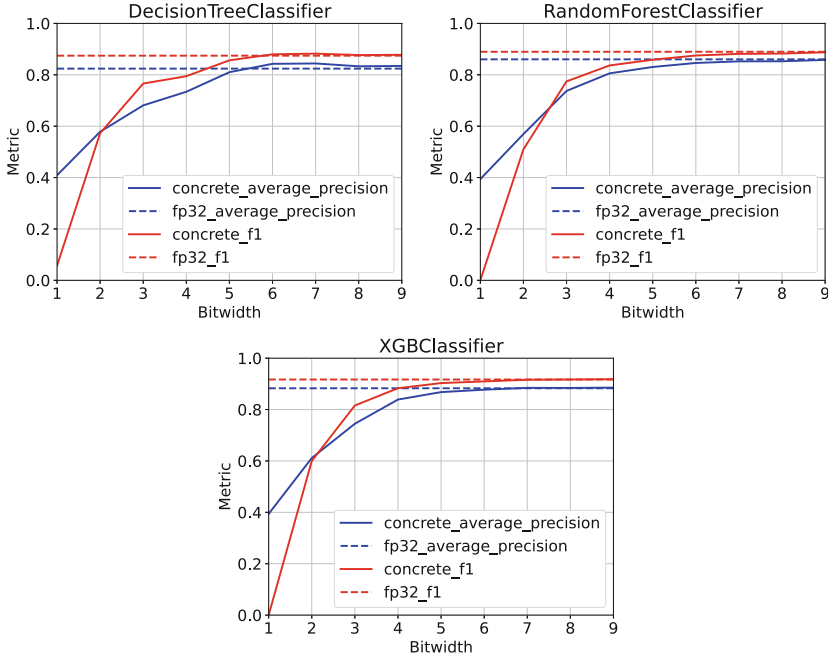 DecisionTreeClassifier
1.0
0.8
0.6
0.4
0.2
0.0
Metric
concrete_average_precision
fp32_average_precision
concrete_f1
fp32_f1
1 2 3 4 5 6 7 8 9
Bitwidth
RandomForestClassifier
1.0
0.8
0.6
0.4
0.2
0.0
Metric
concrete_average_precision
fp32_average_precision
concrete_f1
fp32_f1
1 2 3 4 5 6 7 8 9
Bitwidth
XGBClassifier
1.0
0.8
0.6
0.4
0.2
0.0
Metric
concrete_average_precision
fp32_average_precision
concrete_f1
fp32_f1
1 2 3 4 5 6 7 8 9
Bitwidth